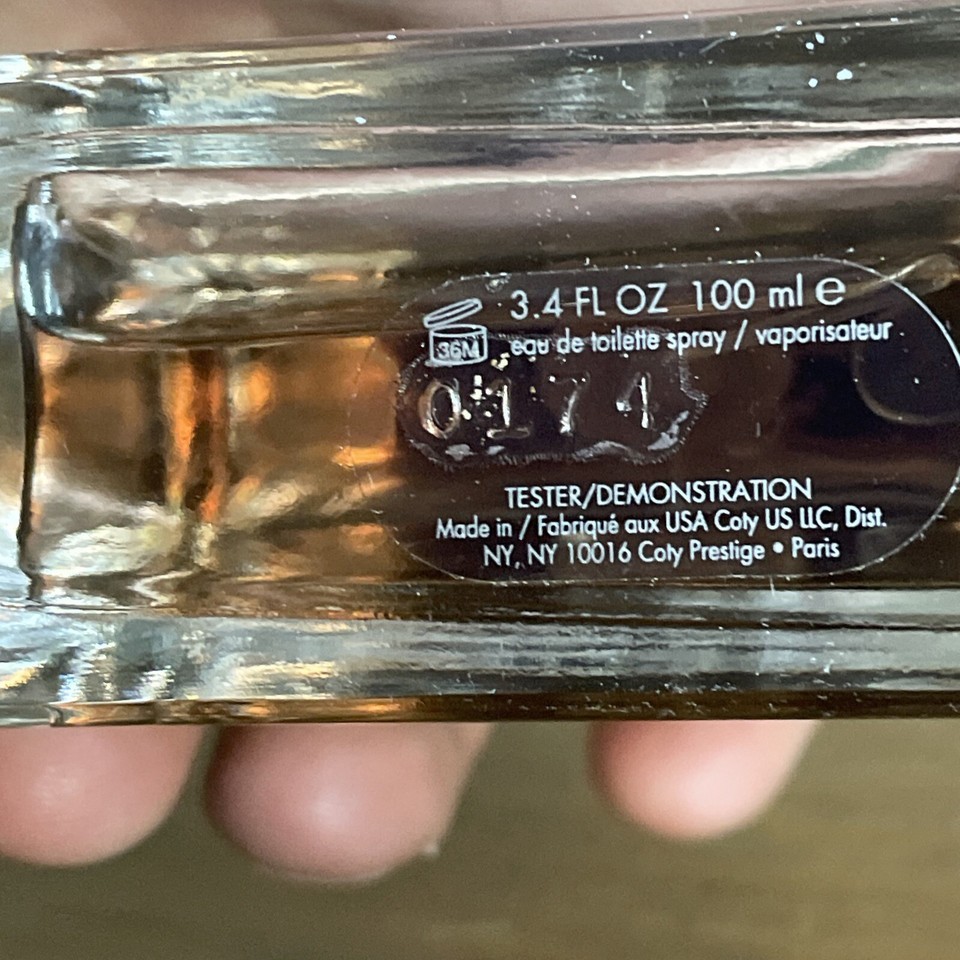 3.4 FL OZ 100 ml e
36M eau de toilette spray / vaporisateur
0174
TESTER/DEMONSTRATION
Made in / Fabriqué aux USA Coty US LLC, Dist.
NY, NY 10016 Coty Prestige • Paris